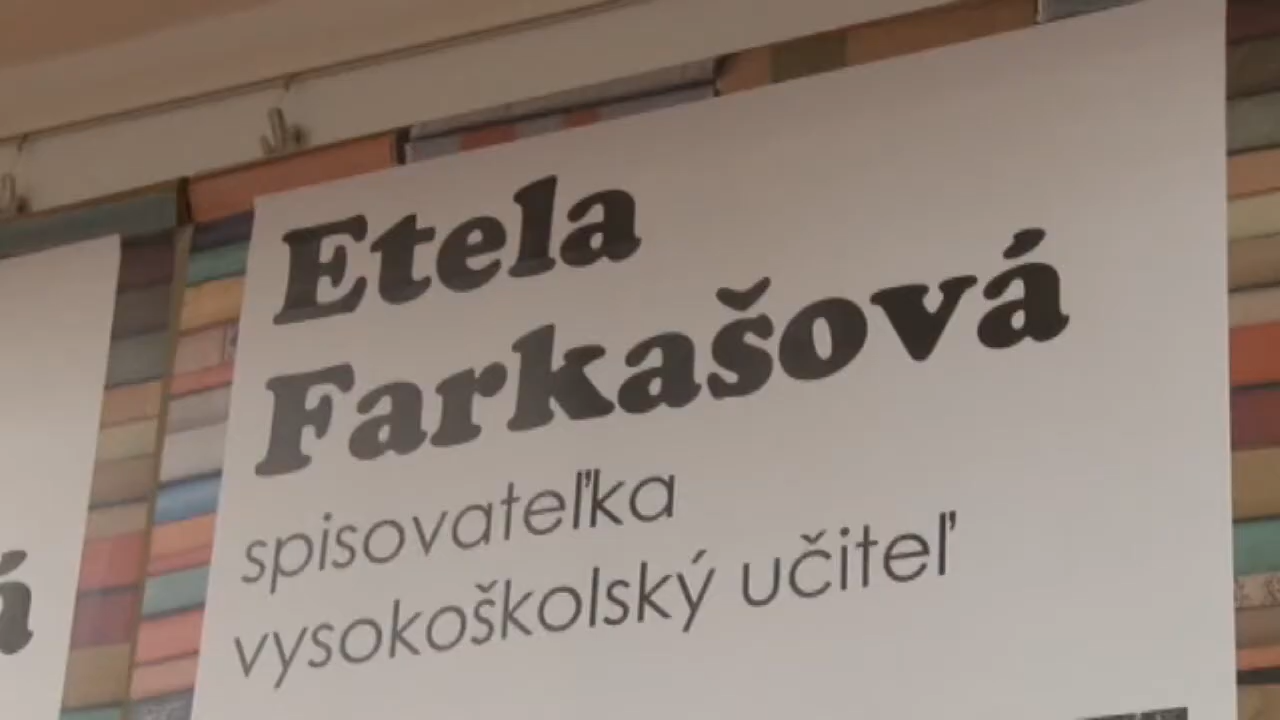 Etela
Farkašová
spisovateľka
vysokoškolský učiteľ
á